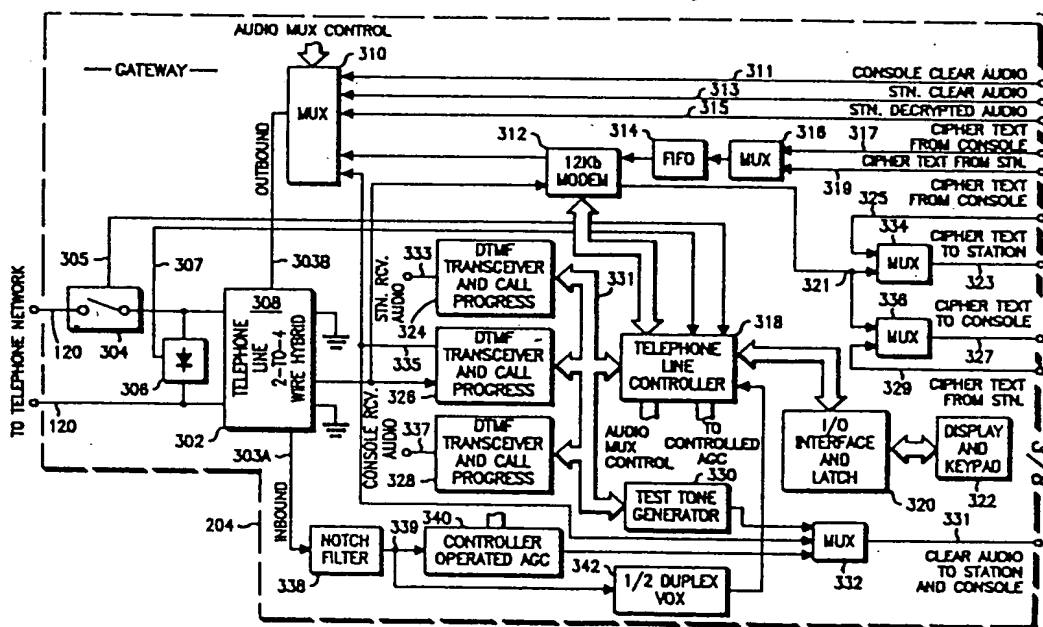 AUDIO MUX CONTROL
310
— GATEWAY —
MUX
311
CONSOLE CLEAR AUDIO
313
STN. CLEAR AUDIO
315
STN. DECRYPTED AUDIO
OUTBOUND
312
12Kb
MODEM
314
FIFO
316
MUX
CIPHER TEXT
FROM CONSOLE
317
CIPHER TEXT FROM STN.
319
CIPHER TEXT
FROM CONSOLE
325
305
307
303B
333
STN. RCV.
AUDIO
DTMF
TRANSCEIVER
AND CALL
PROGRESS
324
331
334
MUX
CIPHER TEXT
TO STATION
323
321
TO TELEPHONE NETWORK
120
304
306
308
TELEPHONE
LINE
2-TO-4
WIRE HYBRID
302
335
DTMF
TRANSCEIVER
AND CALL
PROGRESS
326
318
TELEPHONE
LINE
CONTROLLER
336
MUX
CIPHER TEXT
TO CONSOLE
327
329
CIPHER TEXT
FROM STN.
120
303A
INBOUND
CONSOLE RCV.
AUDIO
337
DTMF
TRANSCEIVER
AND CALL
PROGRESS
328
AUDIO
MUX
CONTROL
TO
CONTROLLED
AGC
I/O
INTERFACE
AND
LATCH
320
DISPLAY
AND
KEYPAD
322
3/8
330
TEST TONE
GENERATOR
204
NOTCH
FILTER
338
339
340
CONTROLLER
OPERATED AGC
342
1/2 DUPLEX
VOX
MUX
332
331
CLEAR AUDIO
TO STATION
AND CONSOLE